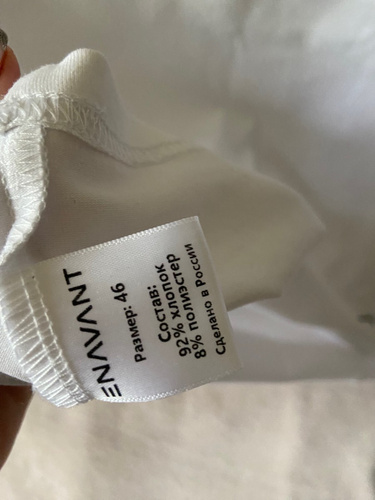 ENAVANT
Размер: 46
Состав:
92% хлопок
8% полиэстер
Сделано в России